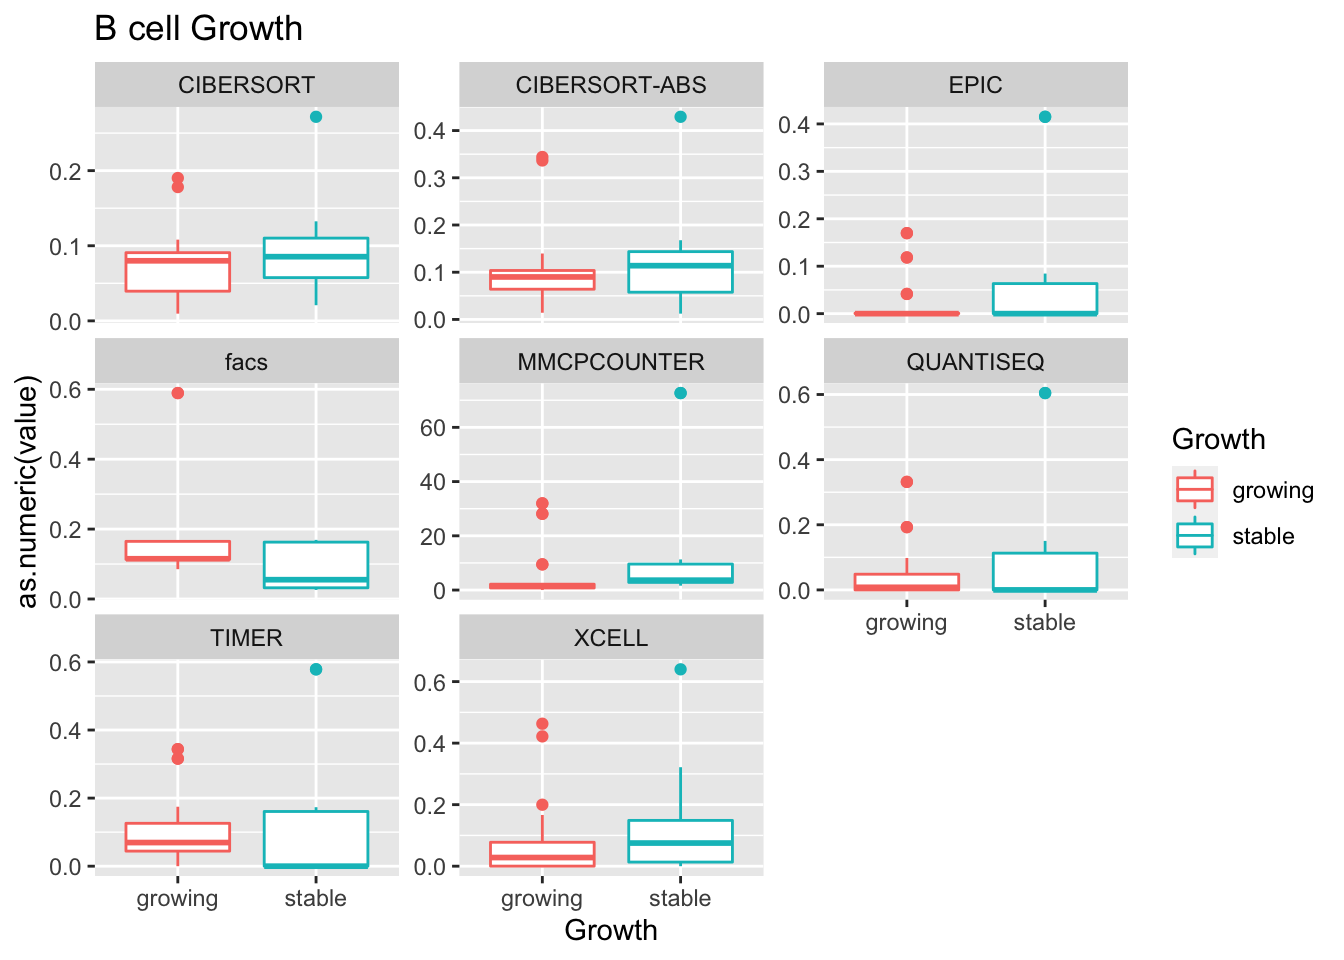 B cell Growth
CIBERSORT
CIBERSORT-ABS
EPIC
0.2
0.1
0.0
0.4
0.3
0.2
0.1
0.0
0.4
0.3
0.2
0.1
0.0
as.numeric(value)
facs
MMCPCOUNTER
QUANTISEQ
0.6
0.4
0.2
0.0
60
40
20
0
0.6
0.4
0.2
0.0
growing stable
TIMER
XCELL
0.6
0.4
0.2
0.0
growing stable
0.6
0.4
0.2
0.0
growing stable
Growth
Growth
growing
stable